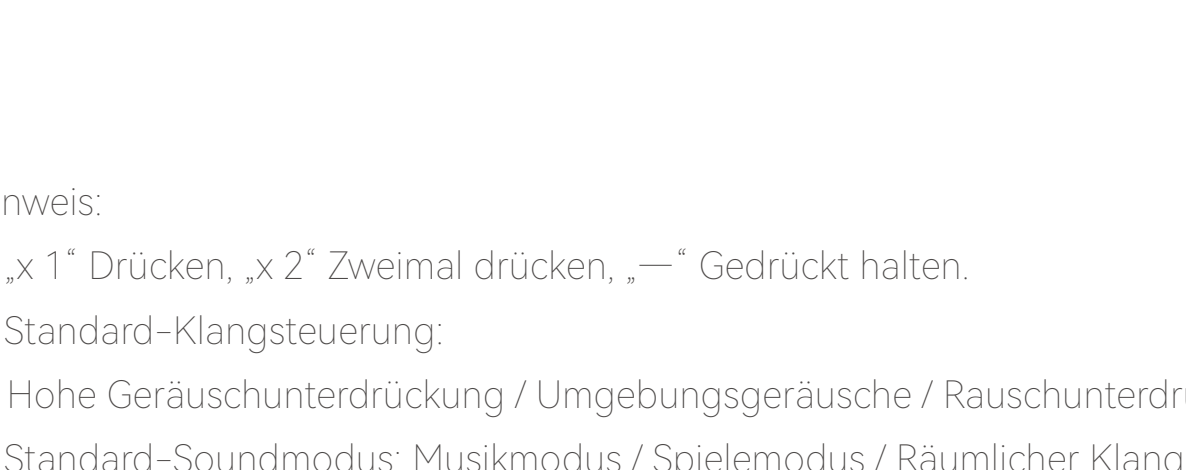 nweis:
„x 1“ Drücken, „x 2“ Zweimal drücken, „—“ Gedrückt halten.
Standard-Klangsteuerung:
Hohe Geräuschunterdrückung / Umgebungsgeräusche / Rauschunterdr
Standard-Soundmodus: Musikmodus / Spielemodus / Räumlicher Klang